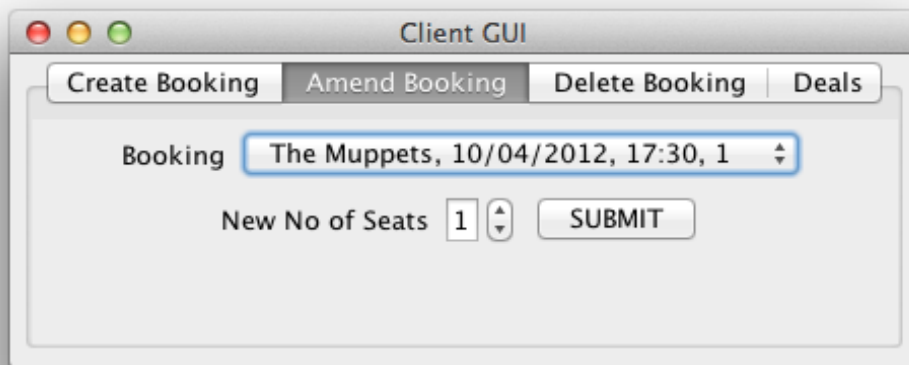 Client GUI
Create Booking Amend Booking Delete Booking Deals
Booking The Muppets, 10/04/2012, 17:30, 1
New No of Seats 1 SUBMIT